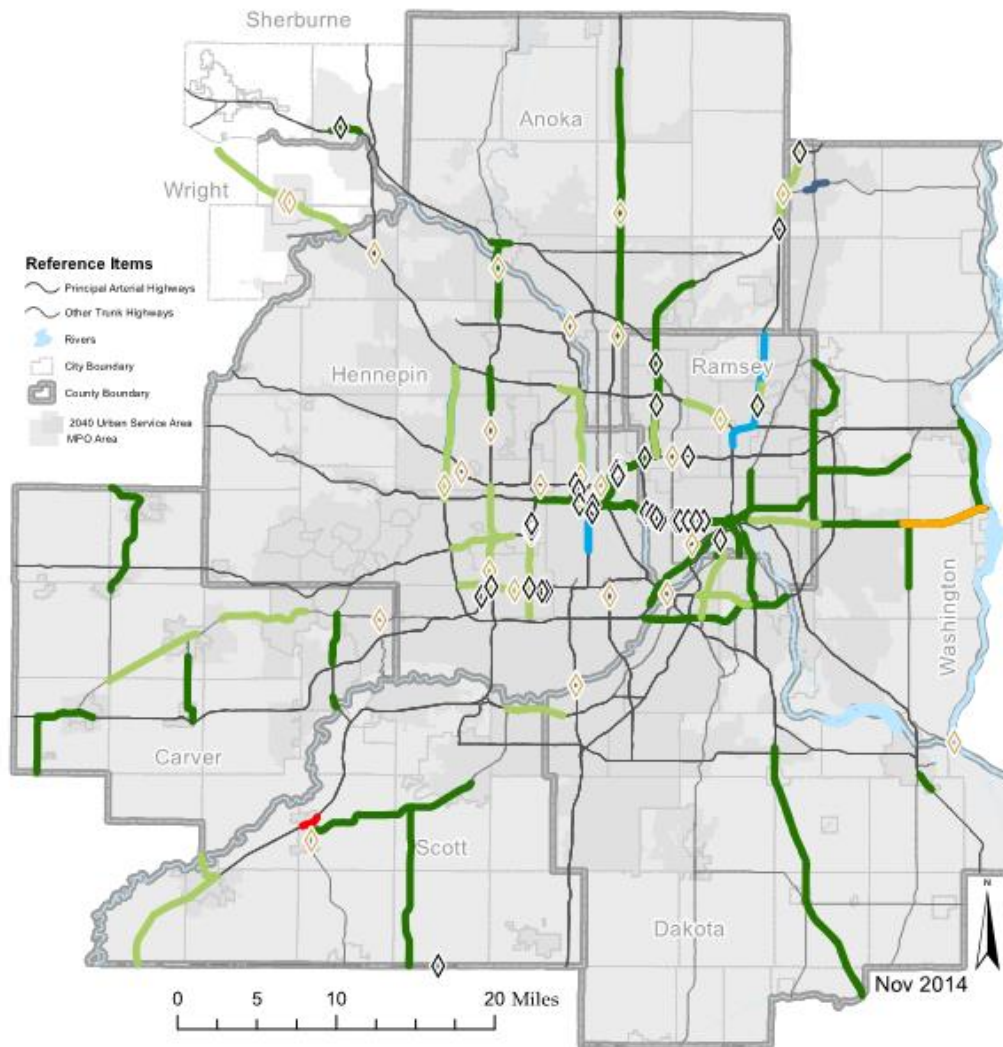 Sherburne
Anoka
Wright
Reference Items
Principal Arterial Highways
Other Trunk Highways
Rivers
City Boundary
County Boundary
2040 Urban Service Area
MPO Area
Hennepin
Ramsey
Washington
Carver
Scott
Dakota
N
Nov 2014
0 5 10 20 Miles